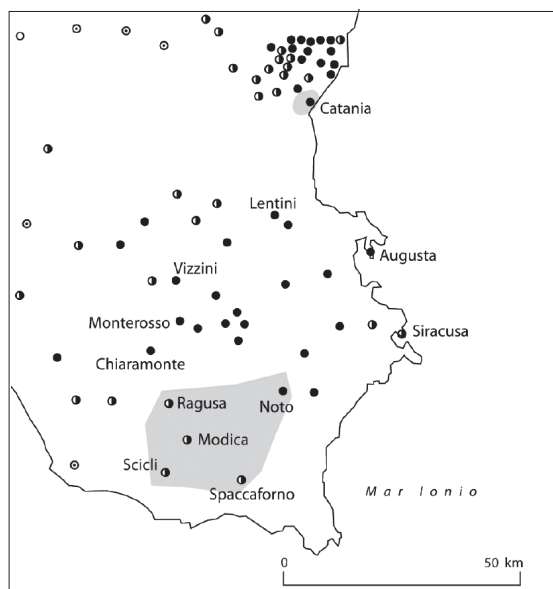 Catania
Lentini
Augusta
Vizzini
Monterosso
Siracusa
Chiaramonte
Ragusa
Noto
Modica
Scicli
Spaccaforno
Mar Ionio
0 50 km